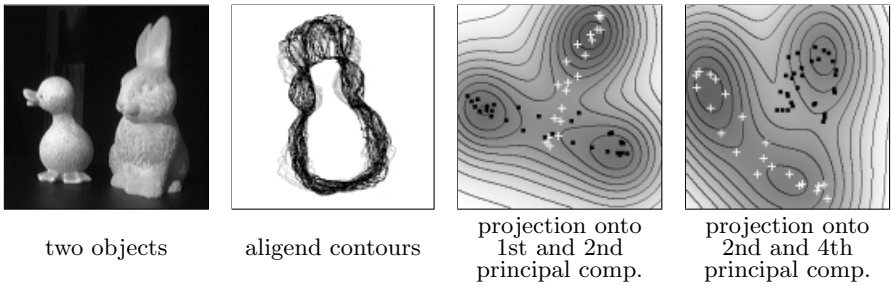 two objects
aligend contours
projection onto
1st and 2nd
principal comp.
projection onto
2nd and 4th
principal comp.